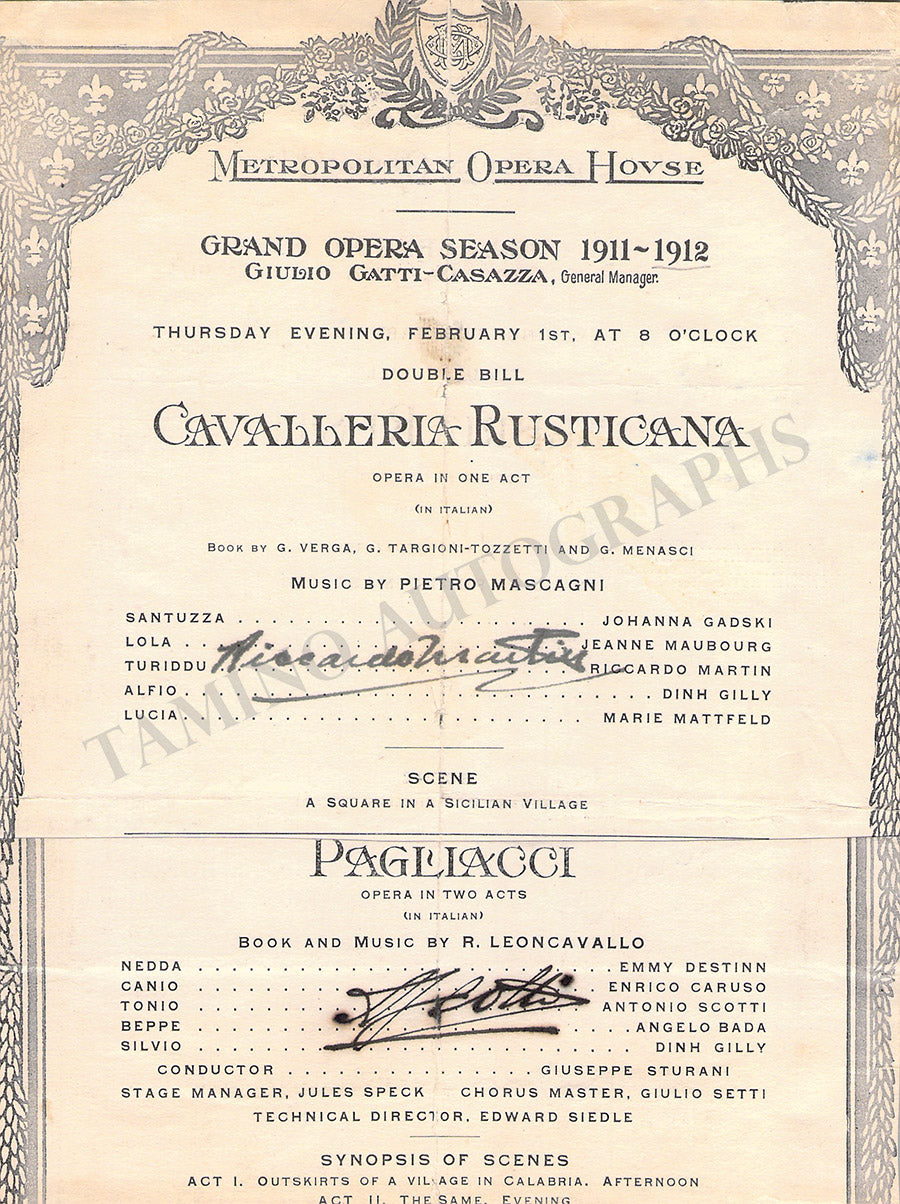 METROPOLITAN OPERA HOVSE
GRAND OPERA SEASON 1911~1912
GIULIO GATTI-CASAZZA, General Manager.
THURSDAY EVENING, FEBRUARY 1ST, AT 8 O'CLOCK
DOUBLE BILL
CAVALLERIA RUSTICANA
OPERA IN ONE ACT
(IN ITALIAN)
BOOK BY G. VERGA, G. TARGIONI-TOZZETTI AND G. MENASCI
MUSIC BY PIETRO MASCAGNI
SANTUZZA . . . . . . . . . . . . . . . . . . . . . JOHANNA GADSKI
LOLA . . . JEANNE MAUBOURG
Riccardo Martin
TURIDDU RICCARDO MARTIN
ALFIO . . . . . . . . . . . . . . . . . . . . . . . . . DINH GILLY
LUCIA . . . . . . . . . . . . . . . . . . . . . . . MARIE MATTFELD
TAMINO AUTOGRAPHS
SCENE
A SQUARE IN A SICILIAN VILLAGE
PAGLIACCI
OPERA IN TWO ACTS
(IN ITALIAN)
BOOK AND MUSIC BY R. LEONCAVALLO
NEDDA . . . . . . . . . . . . . . . . . . . . . . . . EMMY DESTINN
CANIO . . . . . . . . . . . . . . . . . . . . . . . ENRICO CARUSO
TONIO . . . . . . . . . . . . . . . . . . . . . . . ANTONIO SCOTTI
A Scotti
BEPPE . . . . . . . . . . . . . . . . . . . . . . . . ANGELO BADA
SILVIO . . . . . . . . . . . . . . . . . . . . . . . . . DINH GILLY
CONDUCTOR . . . . . . . . . . . . . . . GIUSEPPE STURANI
STAGE MANAGER, JULES SPECK CHORUS MASTER, GIULIO SETTI
TECHNICAL DIRECTOR, EDWARD SIEDLE
SYNOPSIS OF SCENES
ACT I. OUTSKIRTS OF A VILLAGE IN CALABRIA. AFTERNOON
ACT II. THE SAME. EVENING